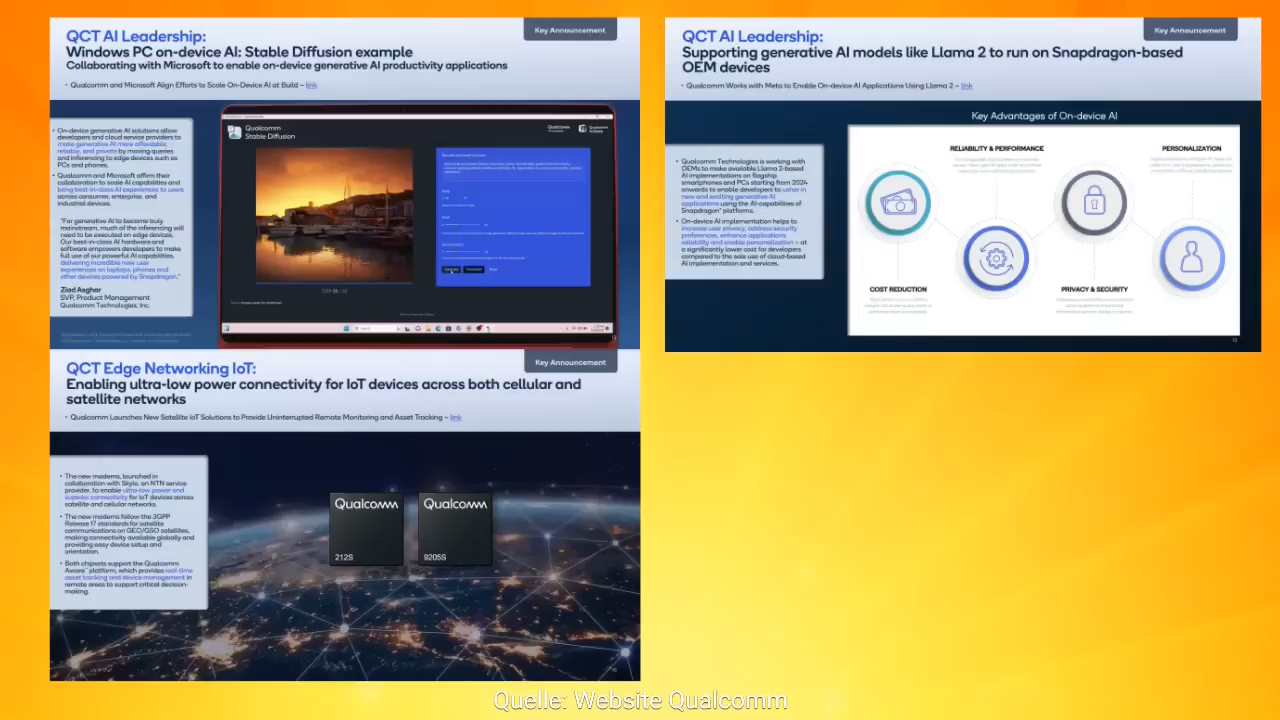 QCT AI Leadership:
Windows PC on-device AI: Stable Diffusion example
Collaborating with Microsoft to enable on-device generative AI productivity applications
Key Announcement
• Qualcomm and Microsoft Align Efforts to Scale On-Device AI at Build – link
• On-device generative AI solutions allow
developers and cloud service providers to
make generative AI more affordable,
reliable, and private by moving queries
and inferencing to edge devices such as
PCs and phones.
• Qualcomm and Microsoft affirm their
collaboration to scale AI capabilities and
bring best-in-class AI experiences to users
across consumer, enterprise, and
industrial devices.
"For generative AI to become truly
mainstream, much of the inferencing will
need to be executed on edge devices.
Our best-in-class AI hardware and
software empowers developers to make
full use of our powerful AI capabilities,
delivering incredible new user
experiences on laptops, phones and
other devices powered by Snapdragon."
Ziad Asghar
SVP, Product Management
Qualcomm Technologies, Inc.
Qualcomm
Stable Diffusion
QCT AI Leadership:
Supporting generative AI models like Llama 2 to run on Snapdragon-based
OEM devices
Key Announcement
• Qualcomm Works with Meta to Enable On-device AI Applications Using Llama 2 – link
• Qualcomm Technologies is working with
OEMs to make available Llama 2-based
AI implementations on flagship
smartphones and PCs starting from 2024
onwards to enable developers to usher in
new and exciting generative AI
applications using the AI-capabilities of
Snapdragon® platforms.
• On-device AI implementation helps to
increase user privacy, address security
preferences, enhance applications
reliability and enable personalization – at
a significantly lower cost for developers
compared to the sole use of cloud-based
AI implementation and services.
Key Advantages of On-device AI
RELIABILITY & PERFORMANCE
PERSONALIZATION
COST REDUCTION
PRIVACY & SECURITY
QCT Edge Networking IoT:
Enabling ultra-low power connectivity for IoT devices across both cellular and
satellite networks
Key Announcement
• Qualcomm Launches New Satellite IoT Solutions to Provide Uninterrupted Remote Monitoring and Asset Tracking – link
• The new modems, launched in
collaboration with Skylo, an NTN service
provider, to enable ultra-low power and
superior connectivity for IoT devices across
satellite and cellular networks.
• The new modems follow the 3GPP
Release 17 standards for satellite
communications on GEO/GSO satellites,
making connectivity available globally and
providing easy device setup and
orientation.
• Both chipsets support the Qualcomm
Aware™ platform, which provides real-time
asset tracking and device management in
remote areas to support critical decision-
making.
Qualcomm
212S
Qualcomm
9205S
Quelle: Website Qualcomm